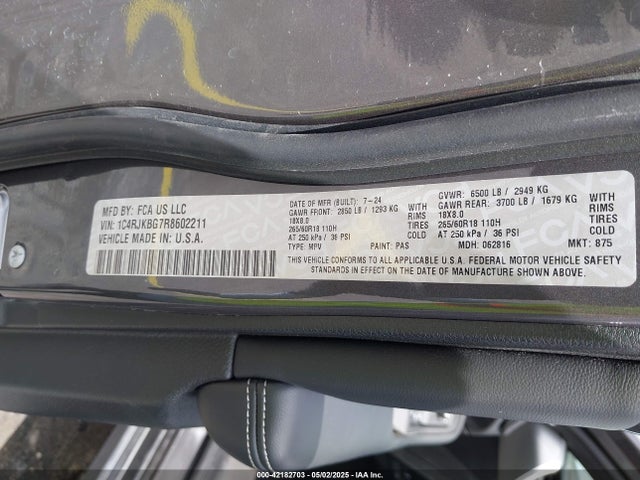 MFD BY: FCA US LLC
VIN: 1C4RJKBG7R8602211
VEHICLE MADE IN: U.S.A.
DATE OF MFR (BUILT): 7-24
GAWR FRONT: 2850 LB / 1293 KG WITH
18X8.0 RIMS
265/60R18 110H TIRES
AT 250 kPa / 36 PSI COLD
TYPE: MPV PAINT: PAS
GVWR: 6500 LB / 2949 KG
GAWR REAR: 3700 LB / 1679 KG WITH
18X8.0 RIMS
265/60R18 110H TIRES
AT 250 kPa / 36 PSI COLD
MDH: 062816 MKT: 875
THIS VEHICLE CONFORMS TO ALL APPLICABLE U.S.A. FEDERAL MOTOR VEHICLE SAFETY
STANDARDS IN EFFECT ON THE DATE OF MANUFACTURE SHOWN ABOVE.
000-42182703 - 05/02/2025 - IAAI.COM